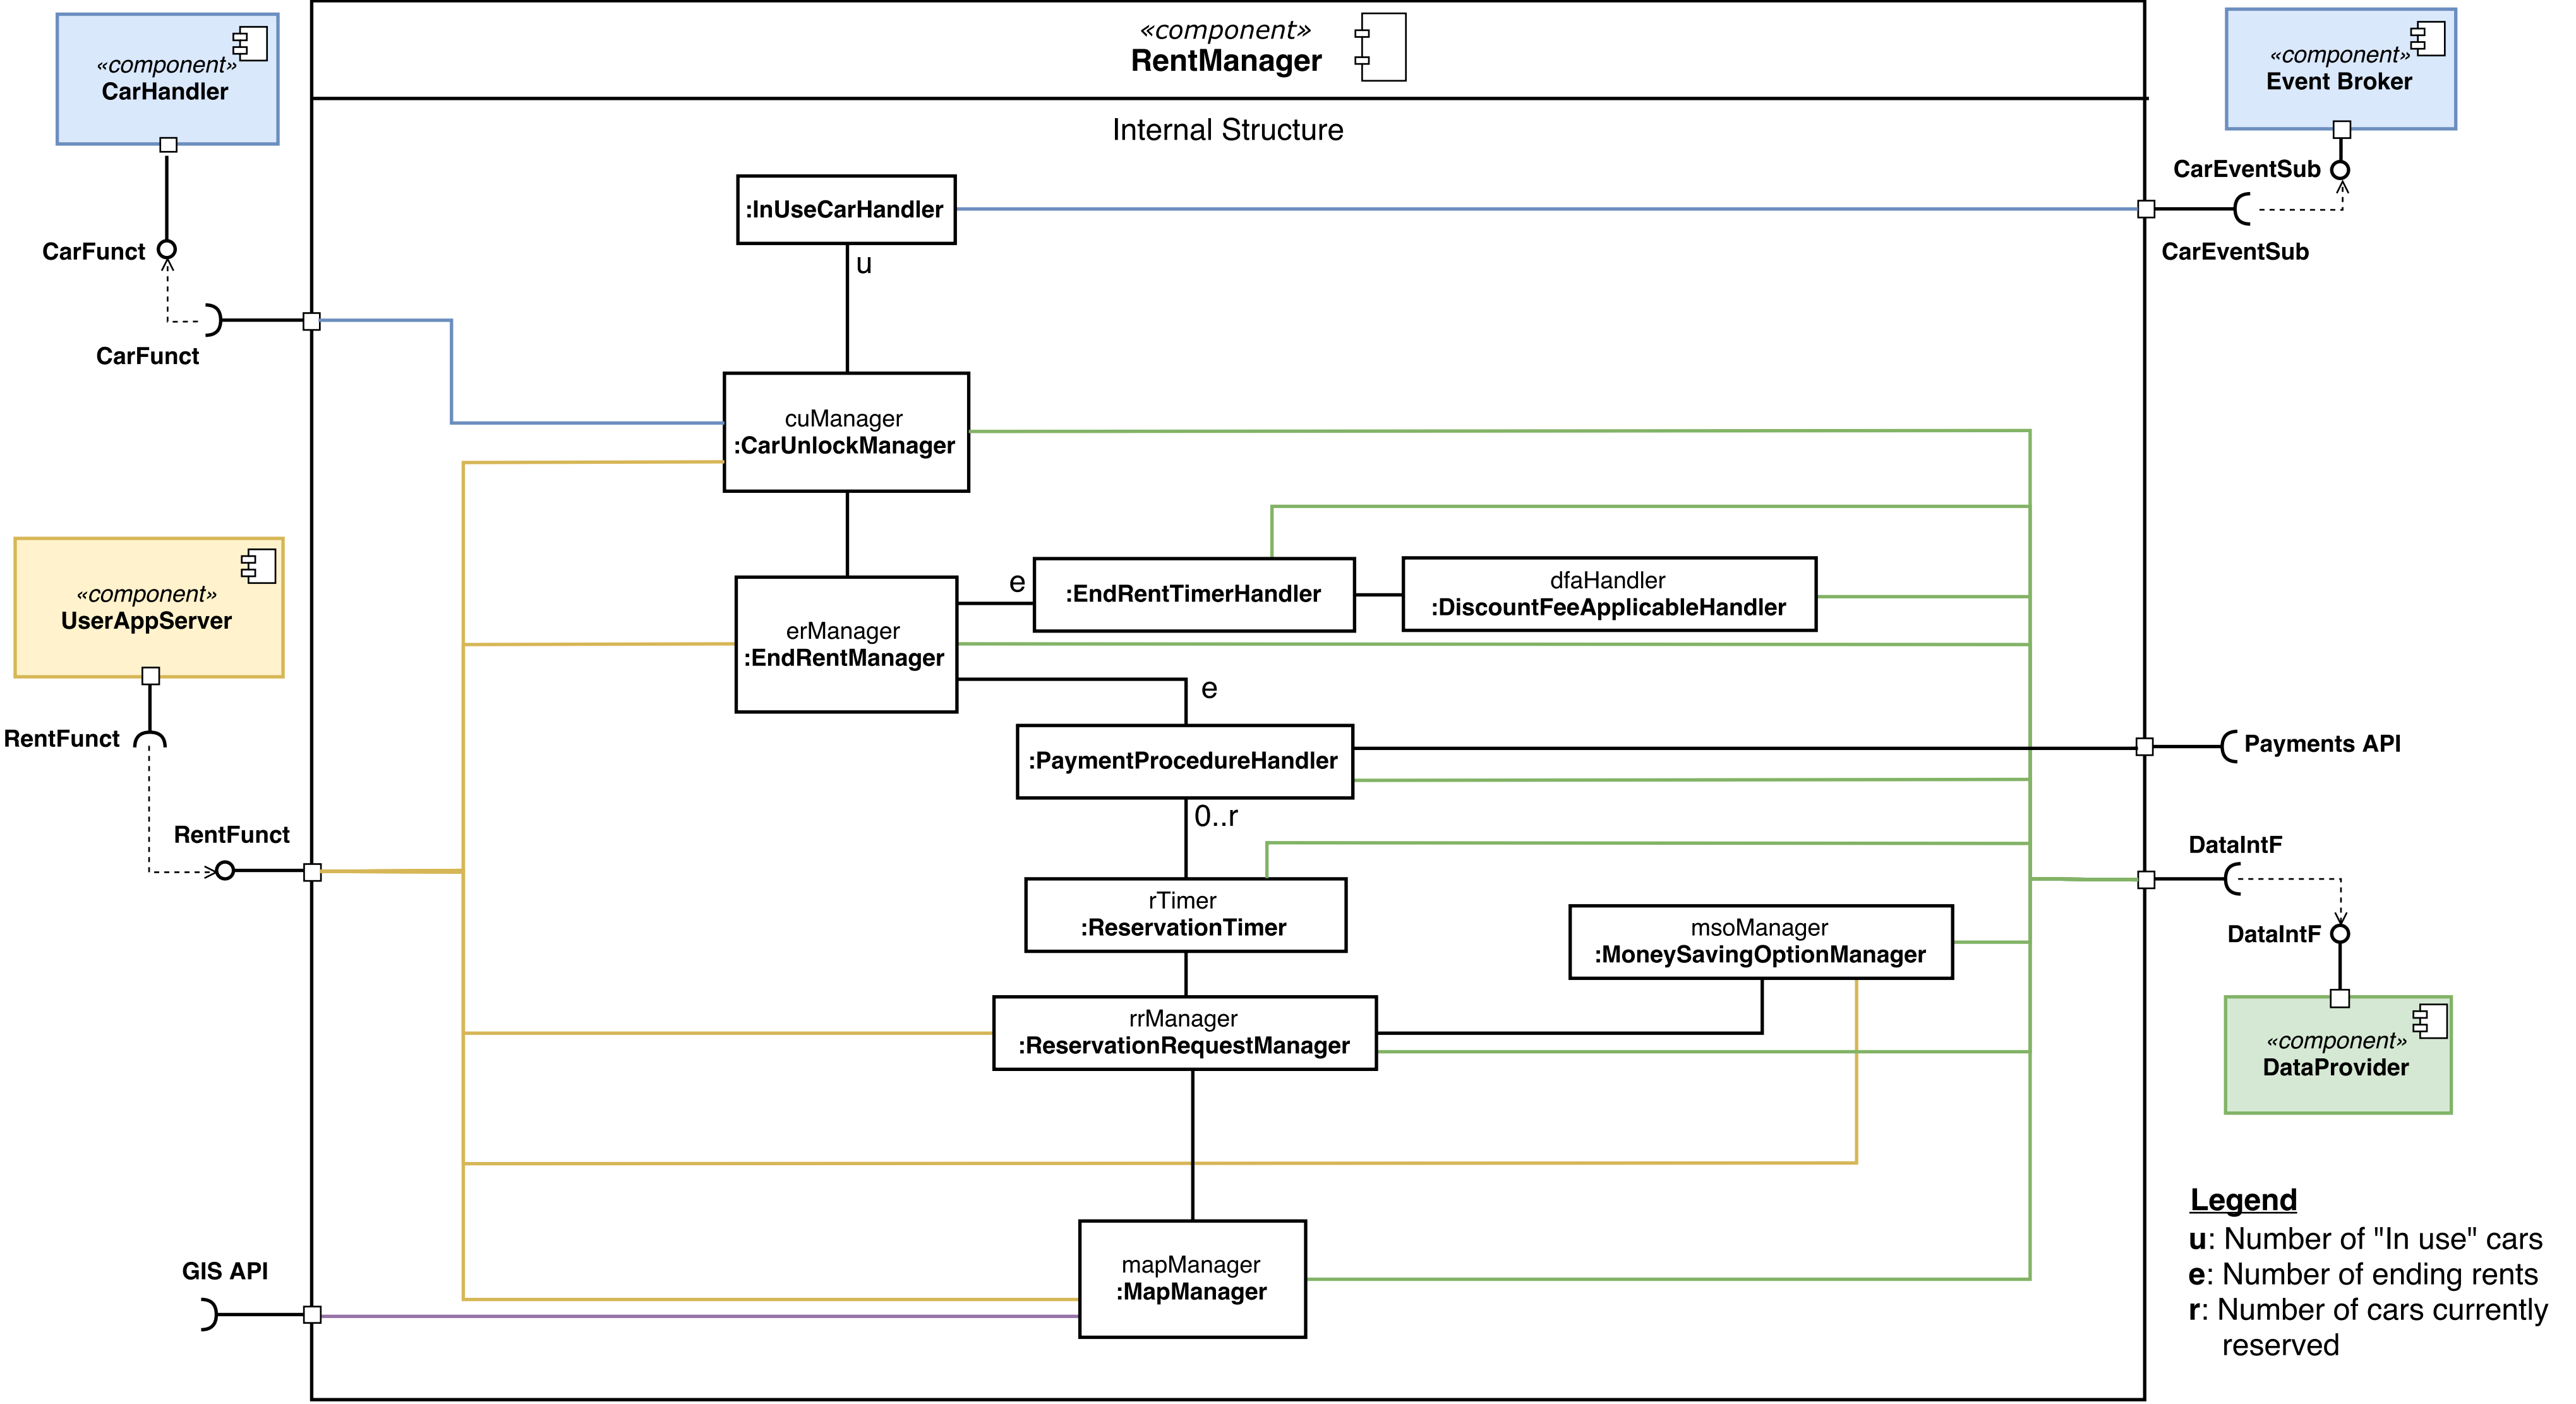 «component»
CarHandler
«component»
RentManager
«component»
Event Broker
Internal Structure
CarEventSub
:InUseCarHandler
CarFunct
CarEventSub
u
CarFunct
cuManager
:CarUnlockManager
«component»
UserAppServer
e
:EndRentTimerHandler
dfaHandler
:DiscountFeeApplicableHandler
erManager
:EndRentManager
e
RentFunct
:PaymentProcedureHandler
Payments API
0..r
RentFunct
DataIntF
rTimer
:ReservationTimer
msoManager
:MoneySavingOptionManager
DataIntF
rrManager
:ReservationRequestManager
«component»
DataProvider
GIS API
mapManager
:MapManager
Legend
u: Number of "In use" cars
e: Number of ending rents
r: Number of cars currently
reserved